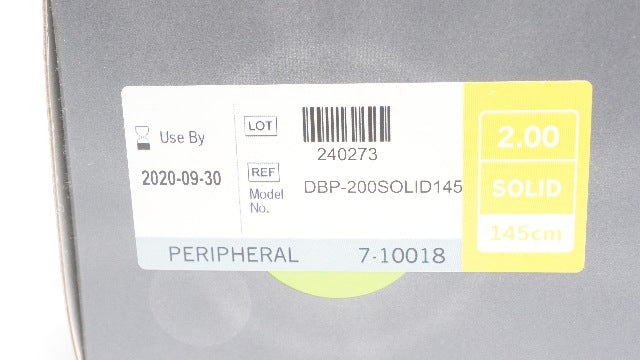 Use By
2020-09-30
LOT
240273
REF
Model
No.
DBP-200SOLID145
PERIPHERAL 7-10018
2.00
SOLID
145cm